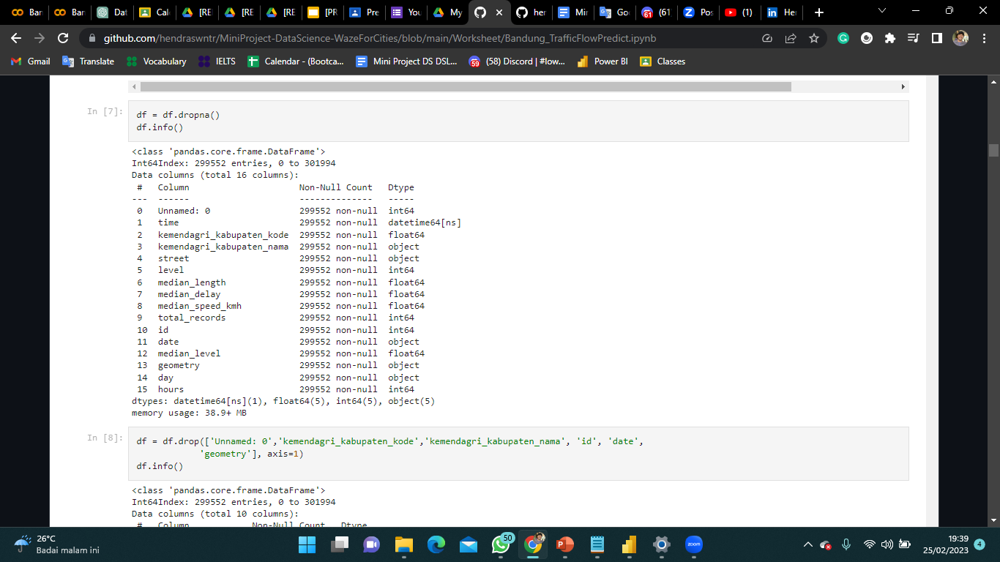 Bar
Ban
Dat
Cal
[RE
[RE
[RE
[PR
Pre
You
My
her
Mir
Goo
(61
Pos
(1)
He
github.com/hendraswntr/MiniProject-DataScience-WazeForCities/blob/main/Worksheet/Bandung_TrafficFlowPredict.ipynb
Gmail
Translate
Vocabulary
IELTS
Calendar - (Bootca...
Mini Project DS DSL...
(58) Discord | #low...
Power BI
Classes
In [7]:
df = df.dropna()
df.info()
<class 'pandas.core.frame.DataFrame'>
Int64Index: 299552 entries, 0 to 301994
Data columns (total 16 columns):
# Column Non-Null Count Dtype
--- ------ -------------- -----
0 Unnamed: 0 299552 non-null int64
1 time 299552 non-null datetime64[ns]
2 kemendagri_kabupaten_kode 299552 non-null float64
3 kemendagri_kabupaten_nama 299552 non-null object
4 street 299552 non-null object
5 level 299552 non-null int64
6 median_length 299552 non-null float64
7 median_delay 299552 non-null float64
8 median_speed_kmh 299552 non-null float64
9 total_records 299552 non-null int64
10 id 299552 non-null int64
11 date 299552 non-null object
12 median_level 299552 non-null float64
13 geometry 299552 non-null object
14 day 299552 non-null object
15 hours 299552 non-null int64
dtypes: datetime64[ns](1), float64(5), int64(5), object(5)
memory usage: 38.9+ MB
In [8]:
df = df.drop(['Unnamed: 0','kemendagri_kabupaten_kode','kemendagri_kabupaten_nama', 'id', 'date',
'geometry'], axis=1)
df.info()
<class 'pandas.core.frame.DataFrame'>
Int64Index: 299552 entries, 0 to 301994
Data columns (total 10 columns):
# Column Non-Null Count Dtype
26°C
Badai malam ini
50
zoom
19:39
25/02/2023
4